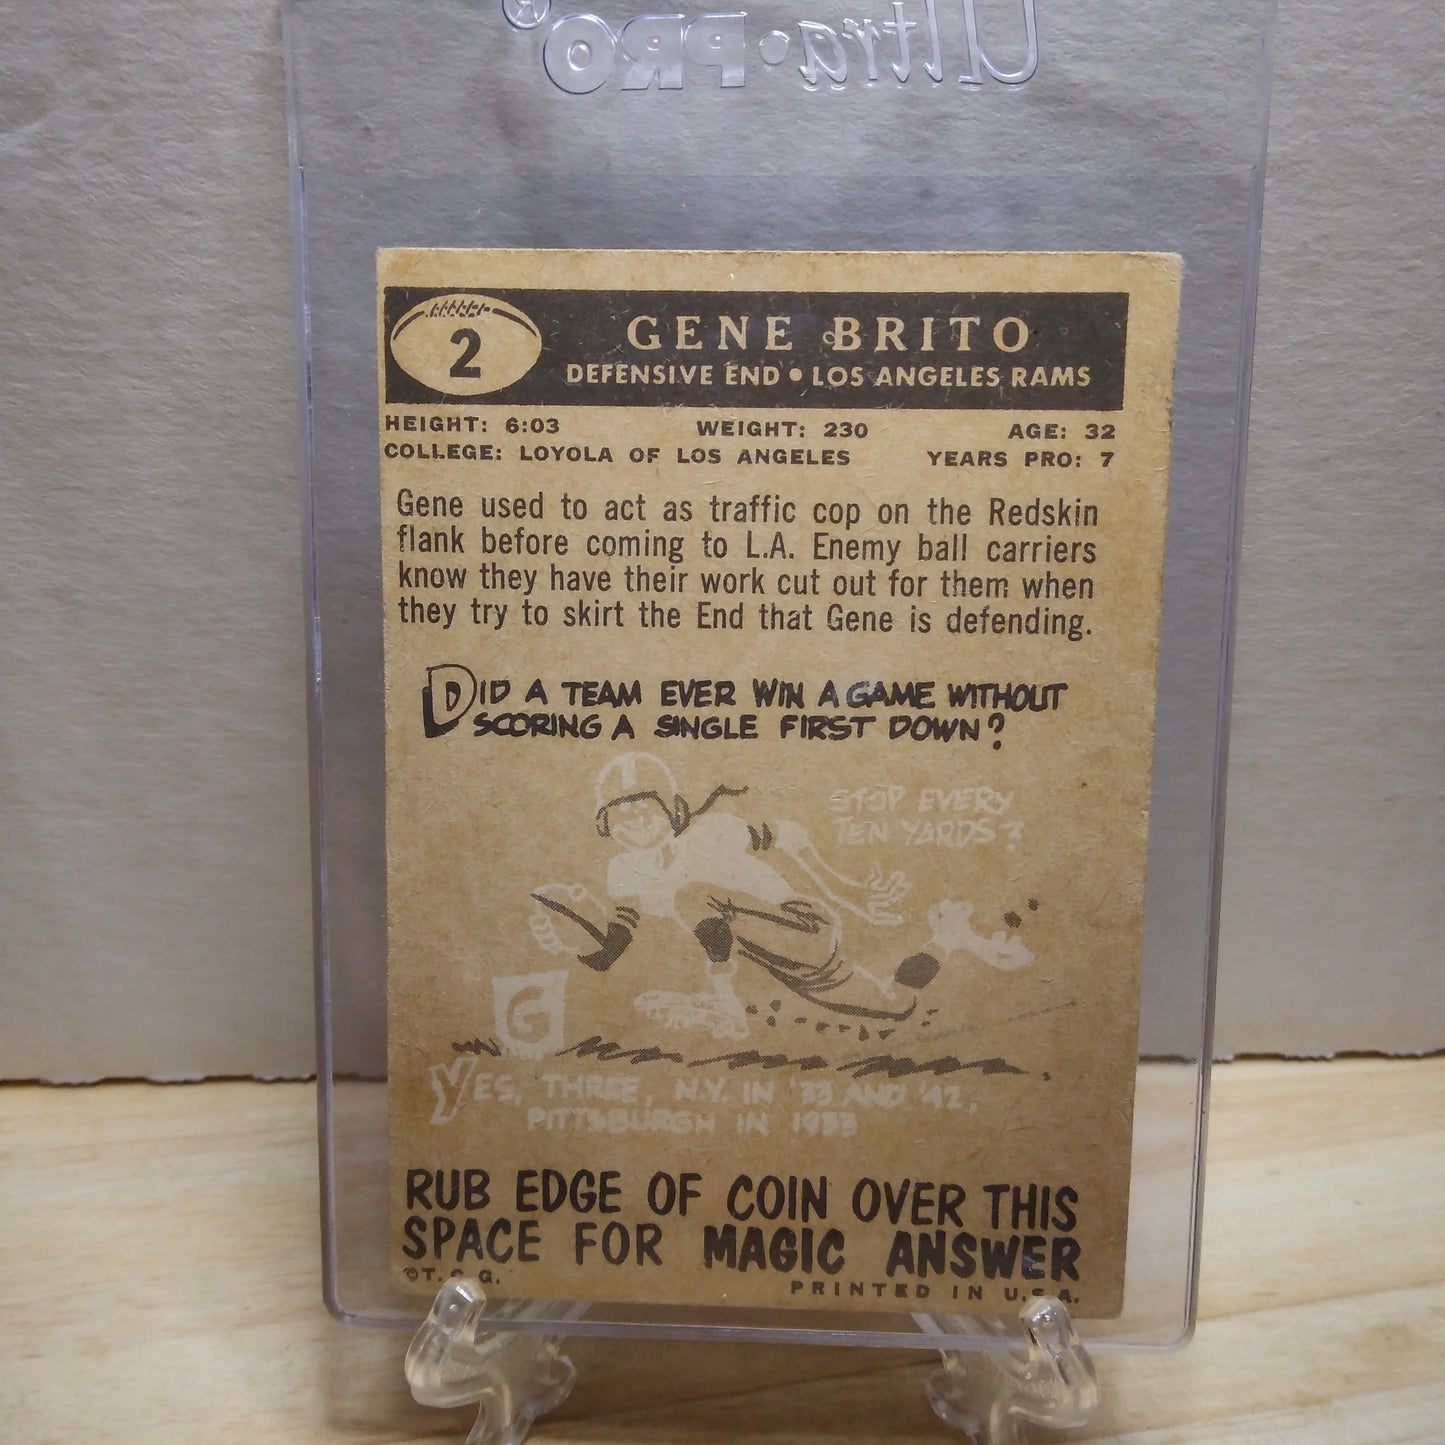 Ultra•PRO®
2
GENE BRITO
DEFENSIVE END • LOS ANGELES RAMS
HEIGHT: 6:03 WEIGHT: 230 AGE: 32
COLLEGE: LOYOLA OF LOS ANGELES YEARS PRO: 7
Gene used to act as traffic cop on the Redskin
flank before coming to L.A. Enemy ball carriers
know they have their work cut out for them when
they try to skirt the End that Gene is defending.
DID A TEAM EVER WIN A GAME WITHOUT
SCORING A SINGLE FIRST DOWN?
STOP EVERY
TEN YARDS?
G
YES, THREE, N.Y. IN '33 AND '42,
PITTSBURGH IN 1933
RUB EDGE OF COIN OVER THIS
SPACE FOR MAGIC ANSWER
©T. C. G.
PRINTED IN U.S.A.